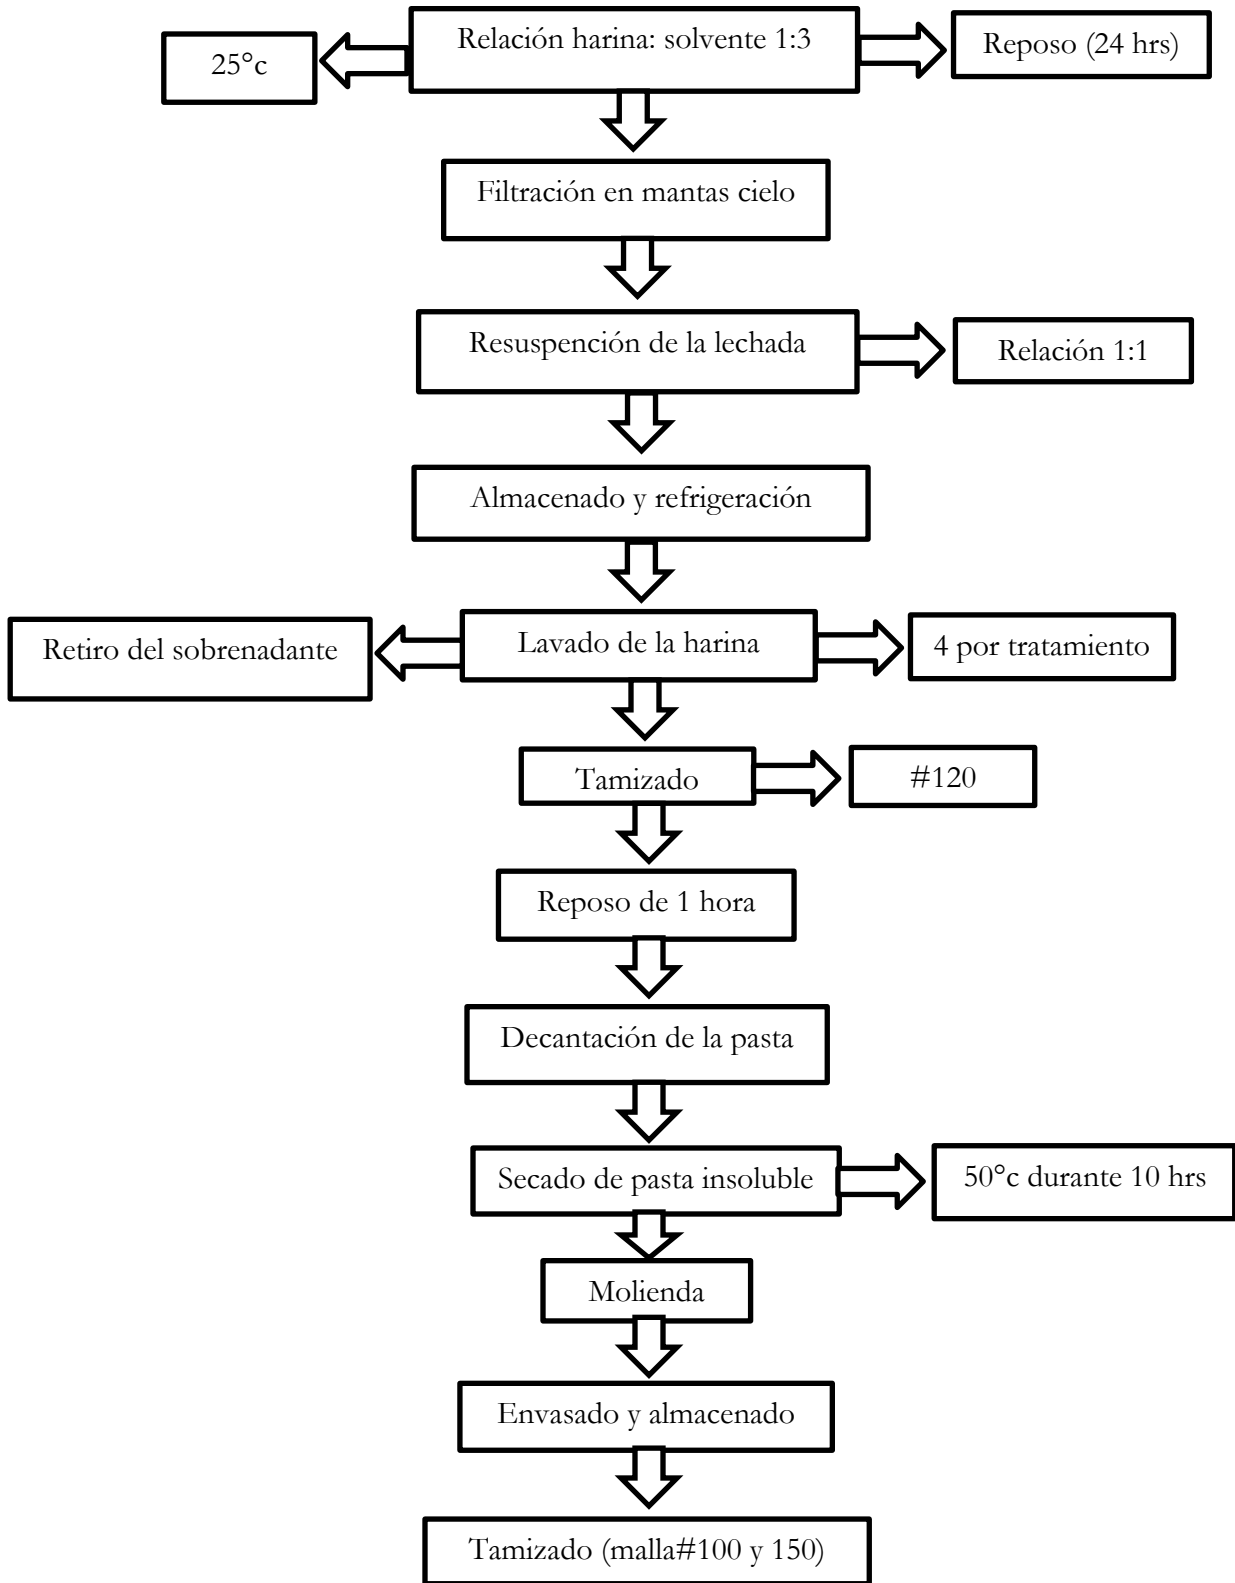 25°c
Relación harina: solvente 1:3
Reposo (24 hrs)
Filtración en mantas cielo
Resuspención de la lechada
Relación 1:1
Almacenado y refrigeración
Retiro del sobrenadante
Lavado de la harina
4 por tratamiento
Tamizado
#120
Reposo de 1 hora
Decantación de la pasta
Secado de pasta insoluble
50°c durante 10 hrs
Molienda
Envasado y almacenado
Tamizado (malla#100 y 150)